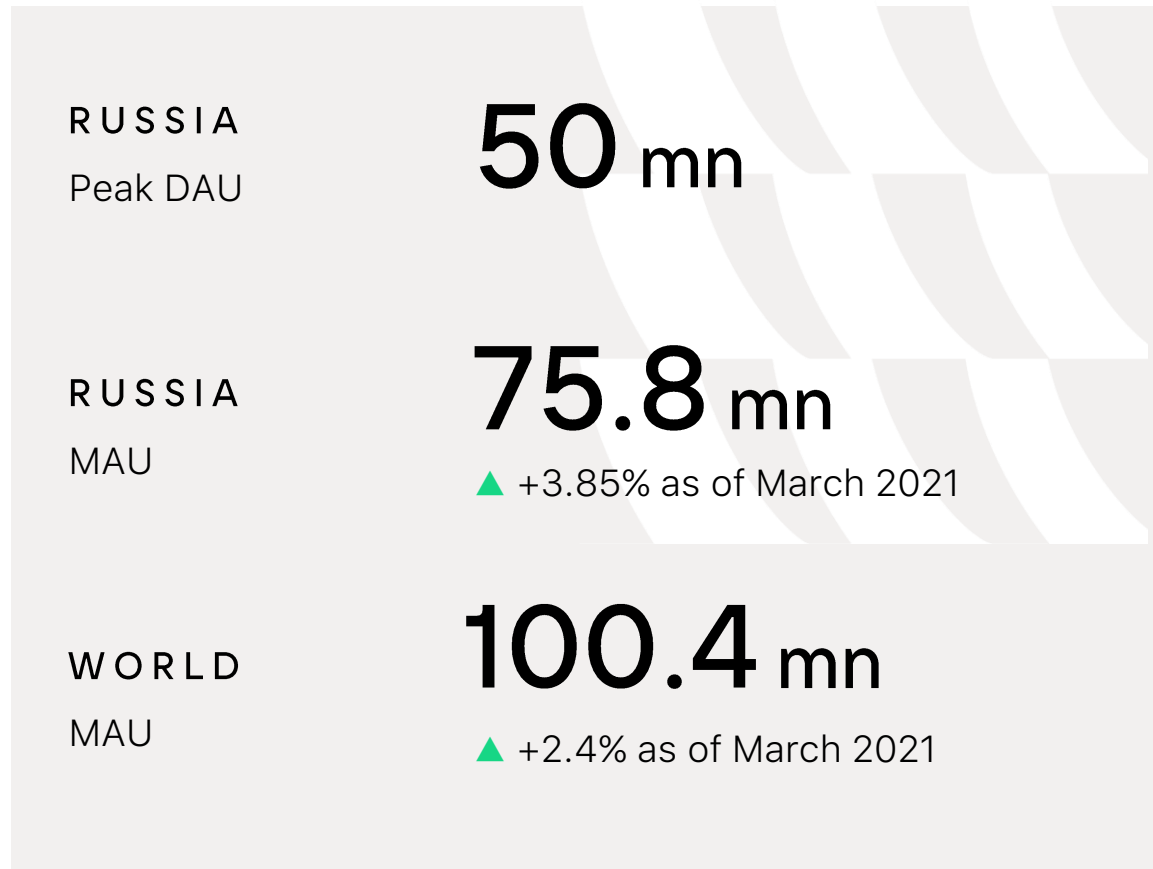 RUSSIA
Peak DAU
50 mn
RUSSIA
MAU
75.8 mn
+3.85% as of March 2021
WORLD
MAU
100.4 mn
+2.4% as of March 2021